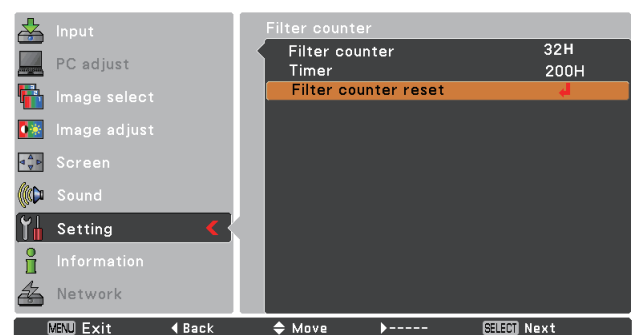 Input
PC adjust
Image select
Image adjust
Screen
Sound
Setting
Information
Network
Filter counter
Filter counter 32H
Timer 200H
Filter counter reset
MENU Exit Back Move ----- SELECT Next